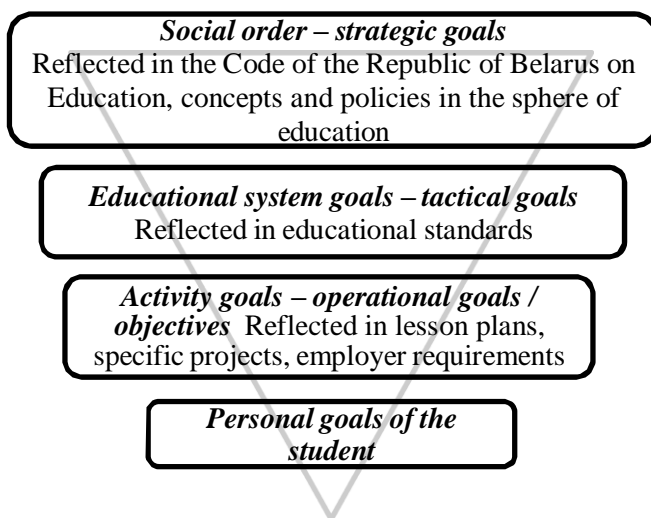 Social order – strategic goals
Reflected in the Code of the Republic of Belarus on
Education, concepts and policies in the sphere of
education
Educational system goals – tactical goals
Reflected in educational standards
Activity goals – operational goals /
objectives Reflected in lesson plans,
specific projects, employer requirements
Personal goals of the
student